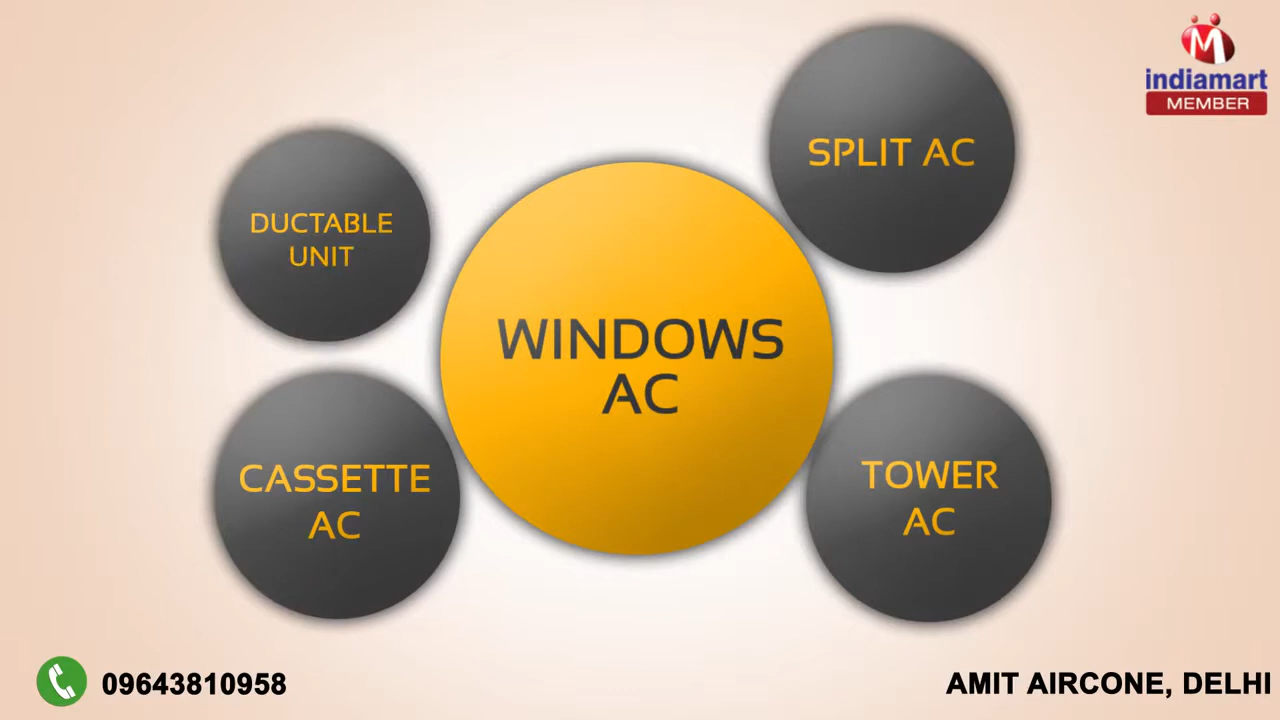 indiamart
MEMBER
SPLIT AC
DUCTABLE
UNIT
WINDOWS
AC
CASSETTE
AC
TOWER
AC
09643810958
AMIT AIRCONE, DELHI